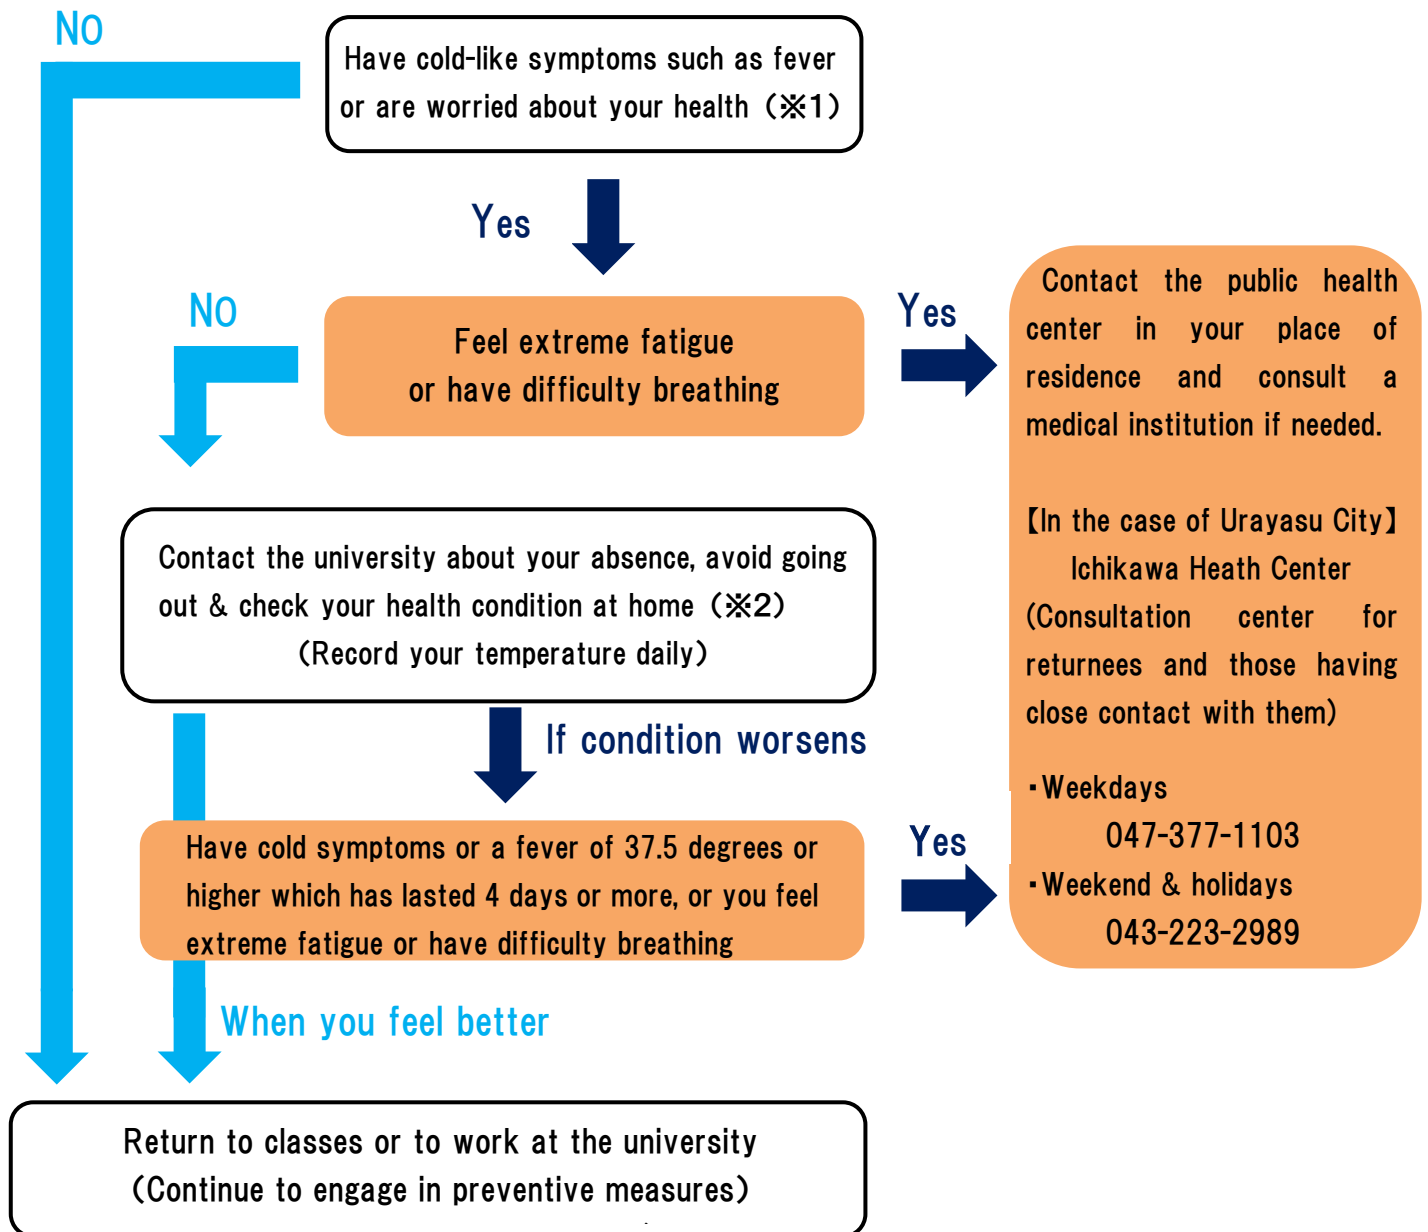 NO
Have cold-like symptoms such as fever
or are worried about your health (※1)
Yes
NO
Feel extreme fatigue
or have difficulty breathing
Yes
Contact the public health
center in your place of
residence and consult a
medical institution if needed.
【In the case of Urayasu City】
Ichikawa Heath Center
(Consultation center for
returnees and those having
close contact with them)
・Weekdays
047-377-1103
・Weekend & holidays
043-223-2989
Contact the university about your absence, avoid going
out & check your health condition at home (※2)
(Record your temperature daily)
If condition worsens
Have cold symptoms or a fever of 37.5 degrees or
higher which has lasted 4 days or more, or you feel
extreme fatigue or have difficulty breathing
Yes
When you feel better
Return to classes or to work at the university
(Continue to engage in preventive measures)